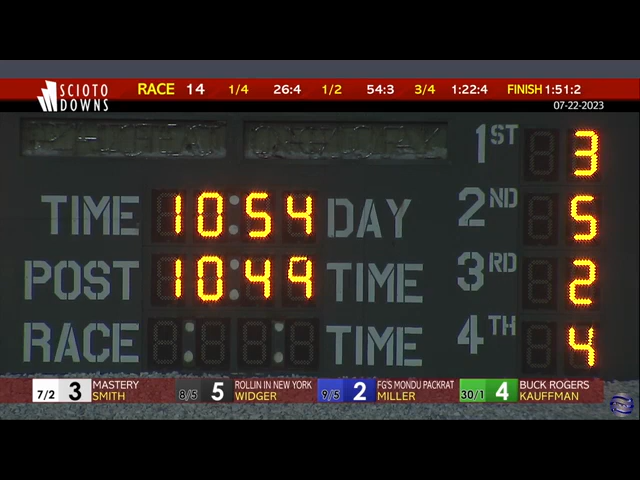 SCIOTO DOWNS RACE 14 1/4 26:4 1/2 54:3 3/4 1:22:4 FINISH 1:51:2
07-22-2023
1ST 3
TIME 10:54 DAY 2ND 5
POST 10:49 TIME 3RD 2
RACE : : TIME 4TH 4
7/2 3 MASTERY SMITH 8/5 5 ROLLIN IN NEW YORK WIDGER 9/5 2 FG'S MONDU PACKRAT MILLER 30/1 4 BUCK ROGERS KAUFFMAN